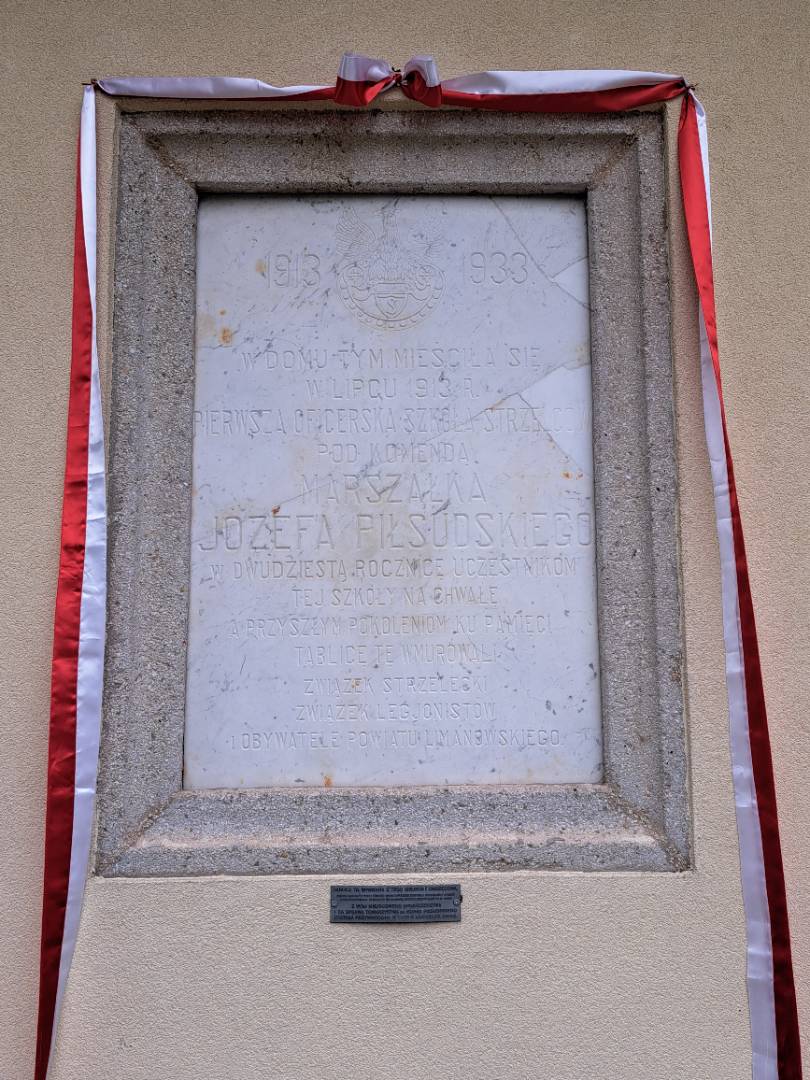 1913 1933
W DOMU TYM MIEŚCIŁA SIĘ
W LIPCU 1913 R.
PIERWSZA OFICERSKA SZKOŁA STRZELCÓW
POD KOMENDĄ
MARSZAŁKA
JÓZEFA PIŁSUDSKIEGO
W DWUDZIESTĄ ROCZNICĘ UCZESTNIKOM
TEJ SZKOŁY NA CHWAŁĘ
A PRZYSZŁYM POKOLENIOM KU PAMIĘCI
TABLICĘ TĘ WMUROWALI
ZWIĄZEK STRZELECKI
ZWIĄZEK LEGJONISTÓW
I OBYWATELE POWIATU LIMANOWSKIEGO